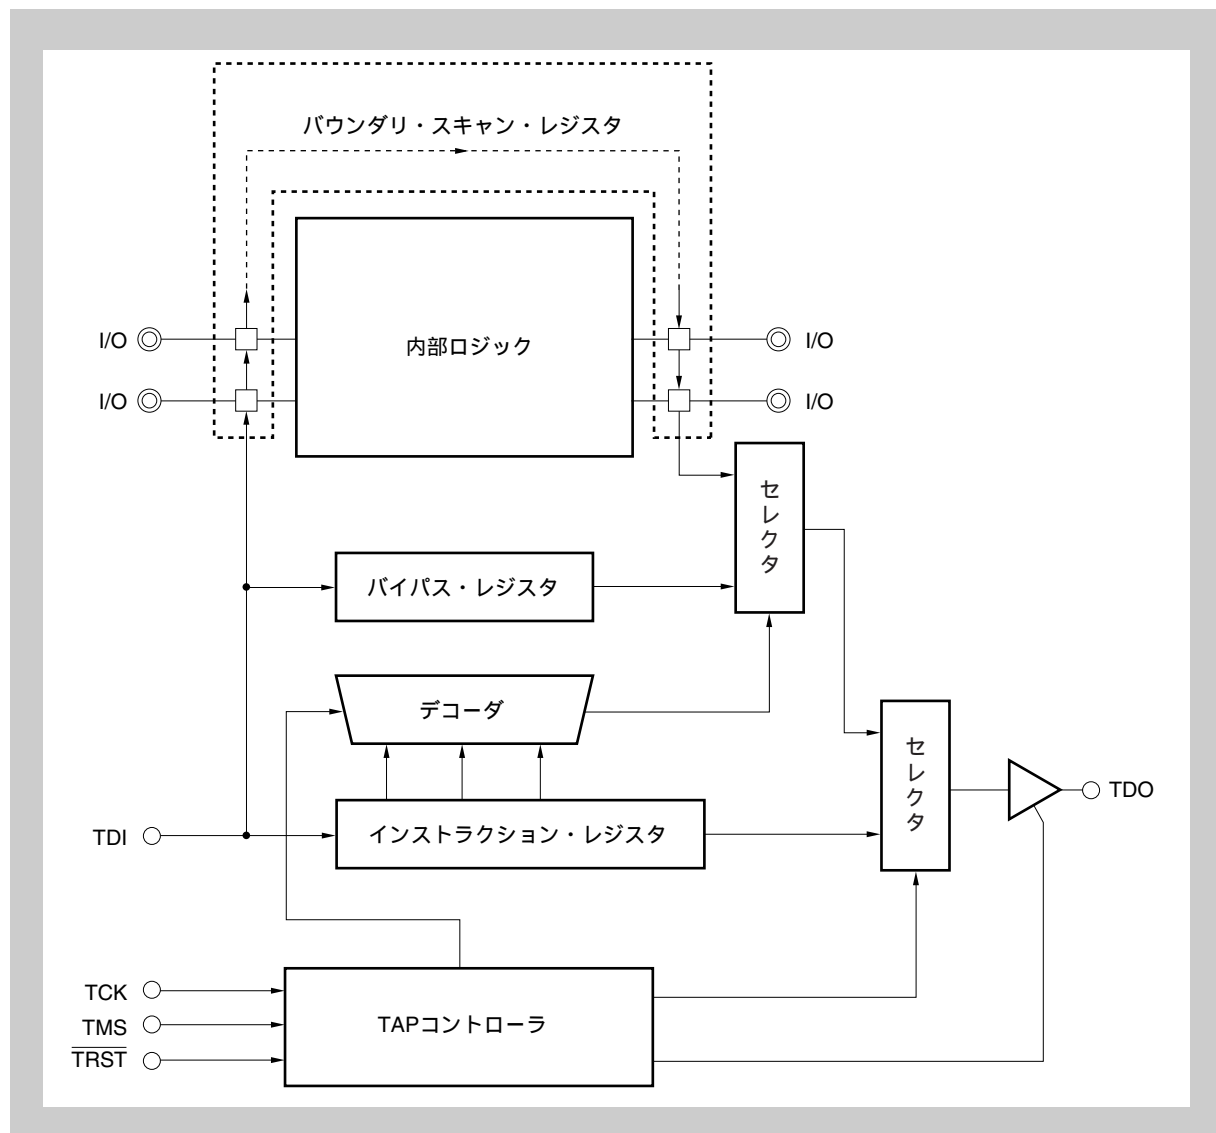 バウンダリ・スキャン・レジスタ
内部ロジック
I/O
I/O
I/O
I/O
セレクタ
バイパス・レジスタ
デコーダ
セレクタ
TDO
TDI
インストラクション・レジスタ
TCK
TMS
TRST
TAPコントローラ